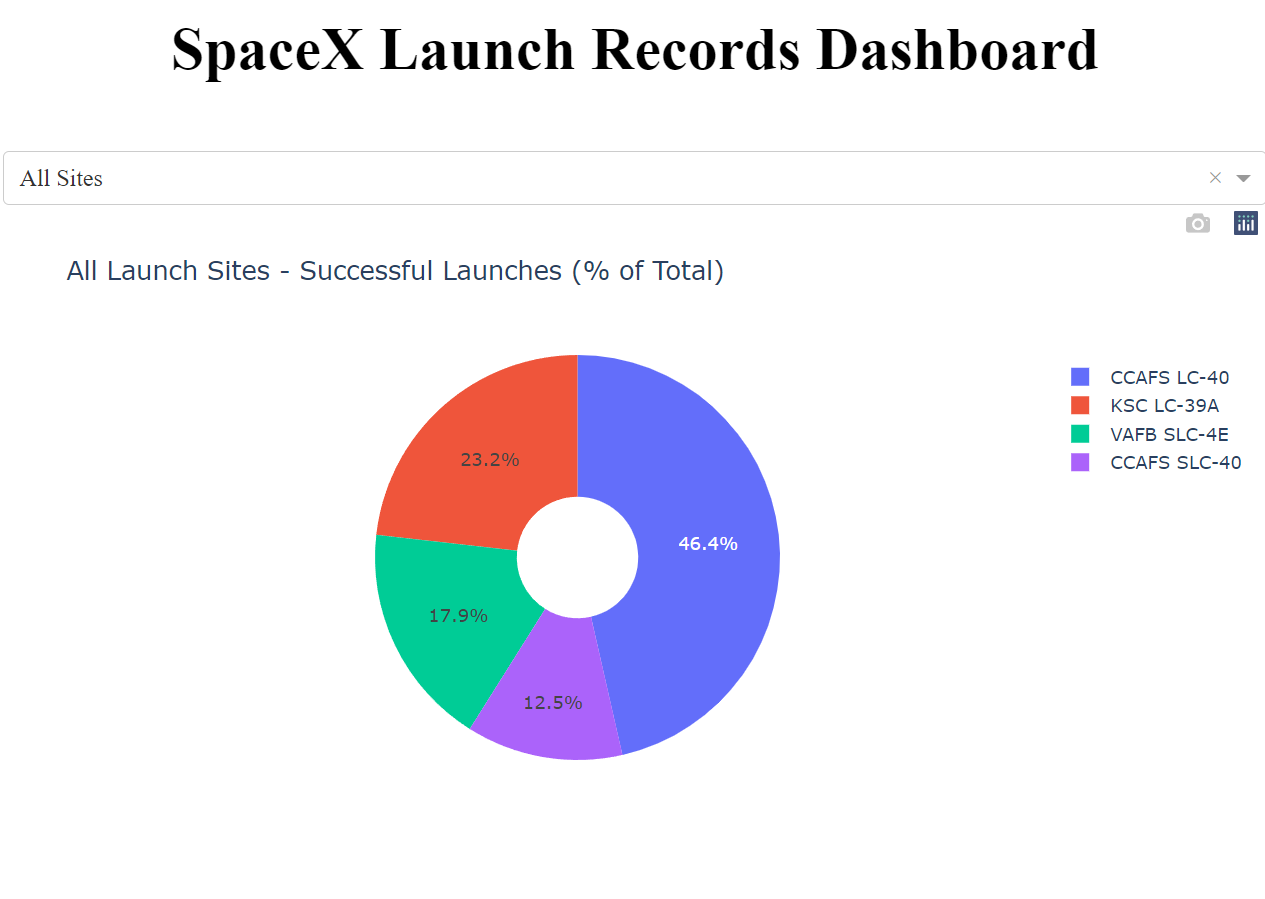 SpaceX Launch Records Dashboard
All Sites
All Launch Sites - Successful Launches (% of Total)
CCAFS LC-40
KSC LC-39A
VAFB SLC-4E
CCAFS SLC-40
23.2%
46.4%
17.9%
12.5%